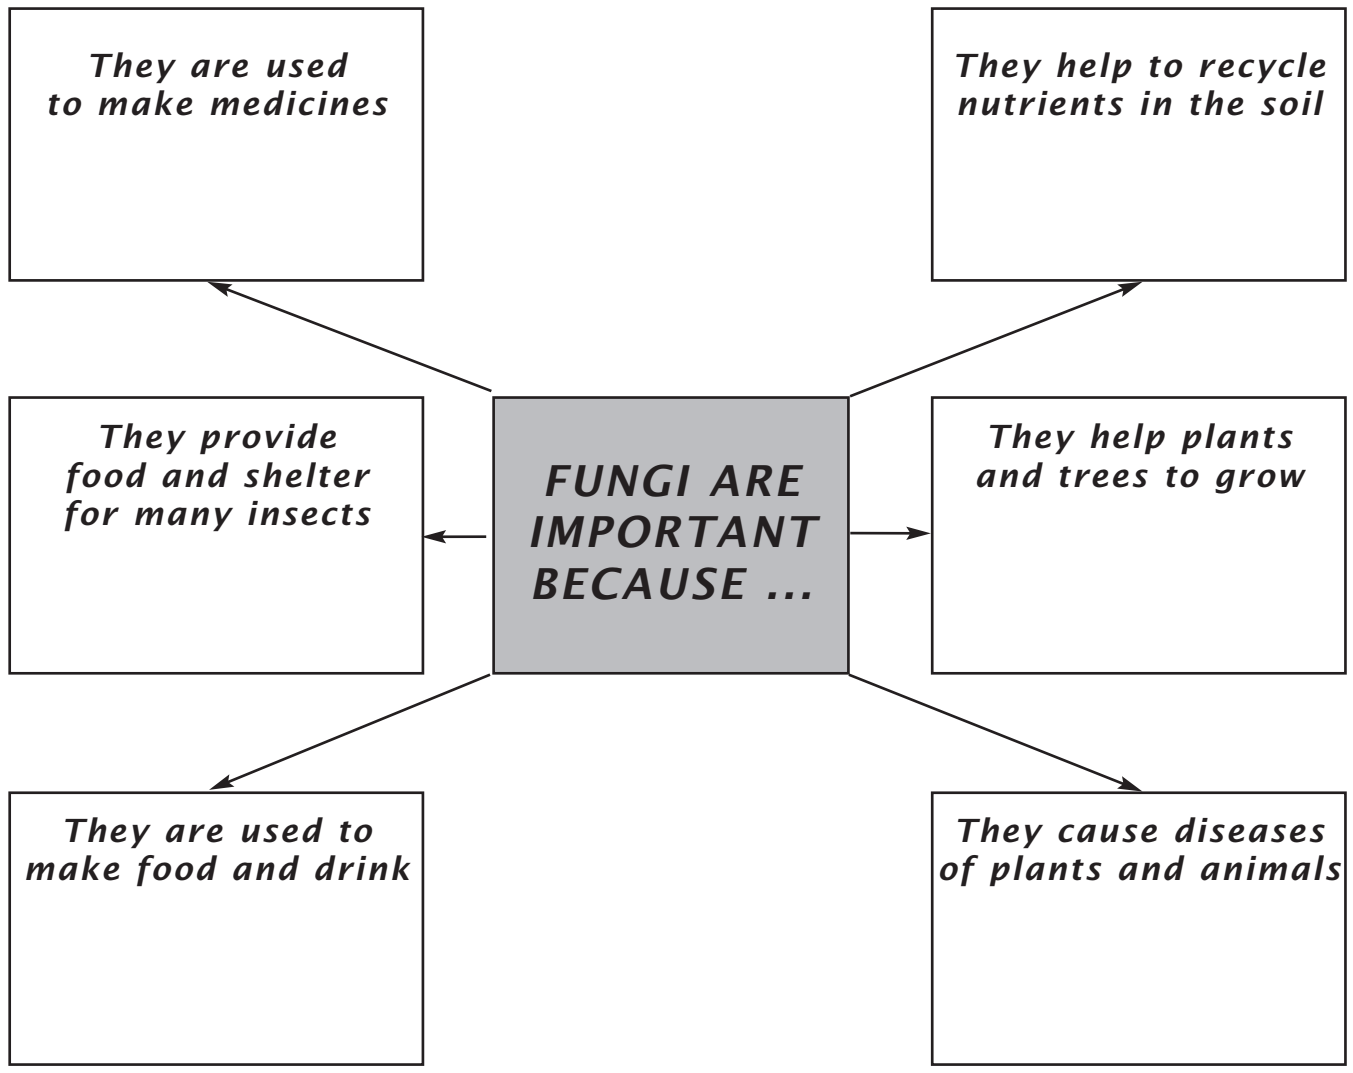 They are used
to make medicines
They help to recycle
nutrients in the soil
They provide
food and shelter
for many insects
FUNGI ARE
IMPORTANT
BECAUSE ...
They help plants
and trees to grow
They are used to
make food and drink
They cause diseases
of plants and animals